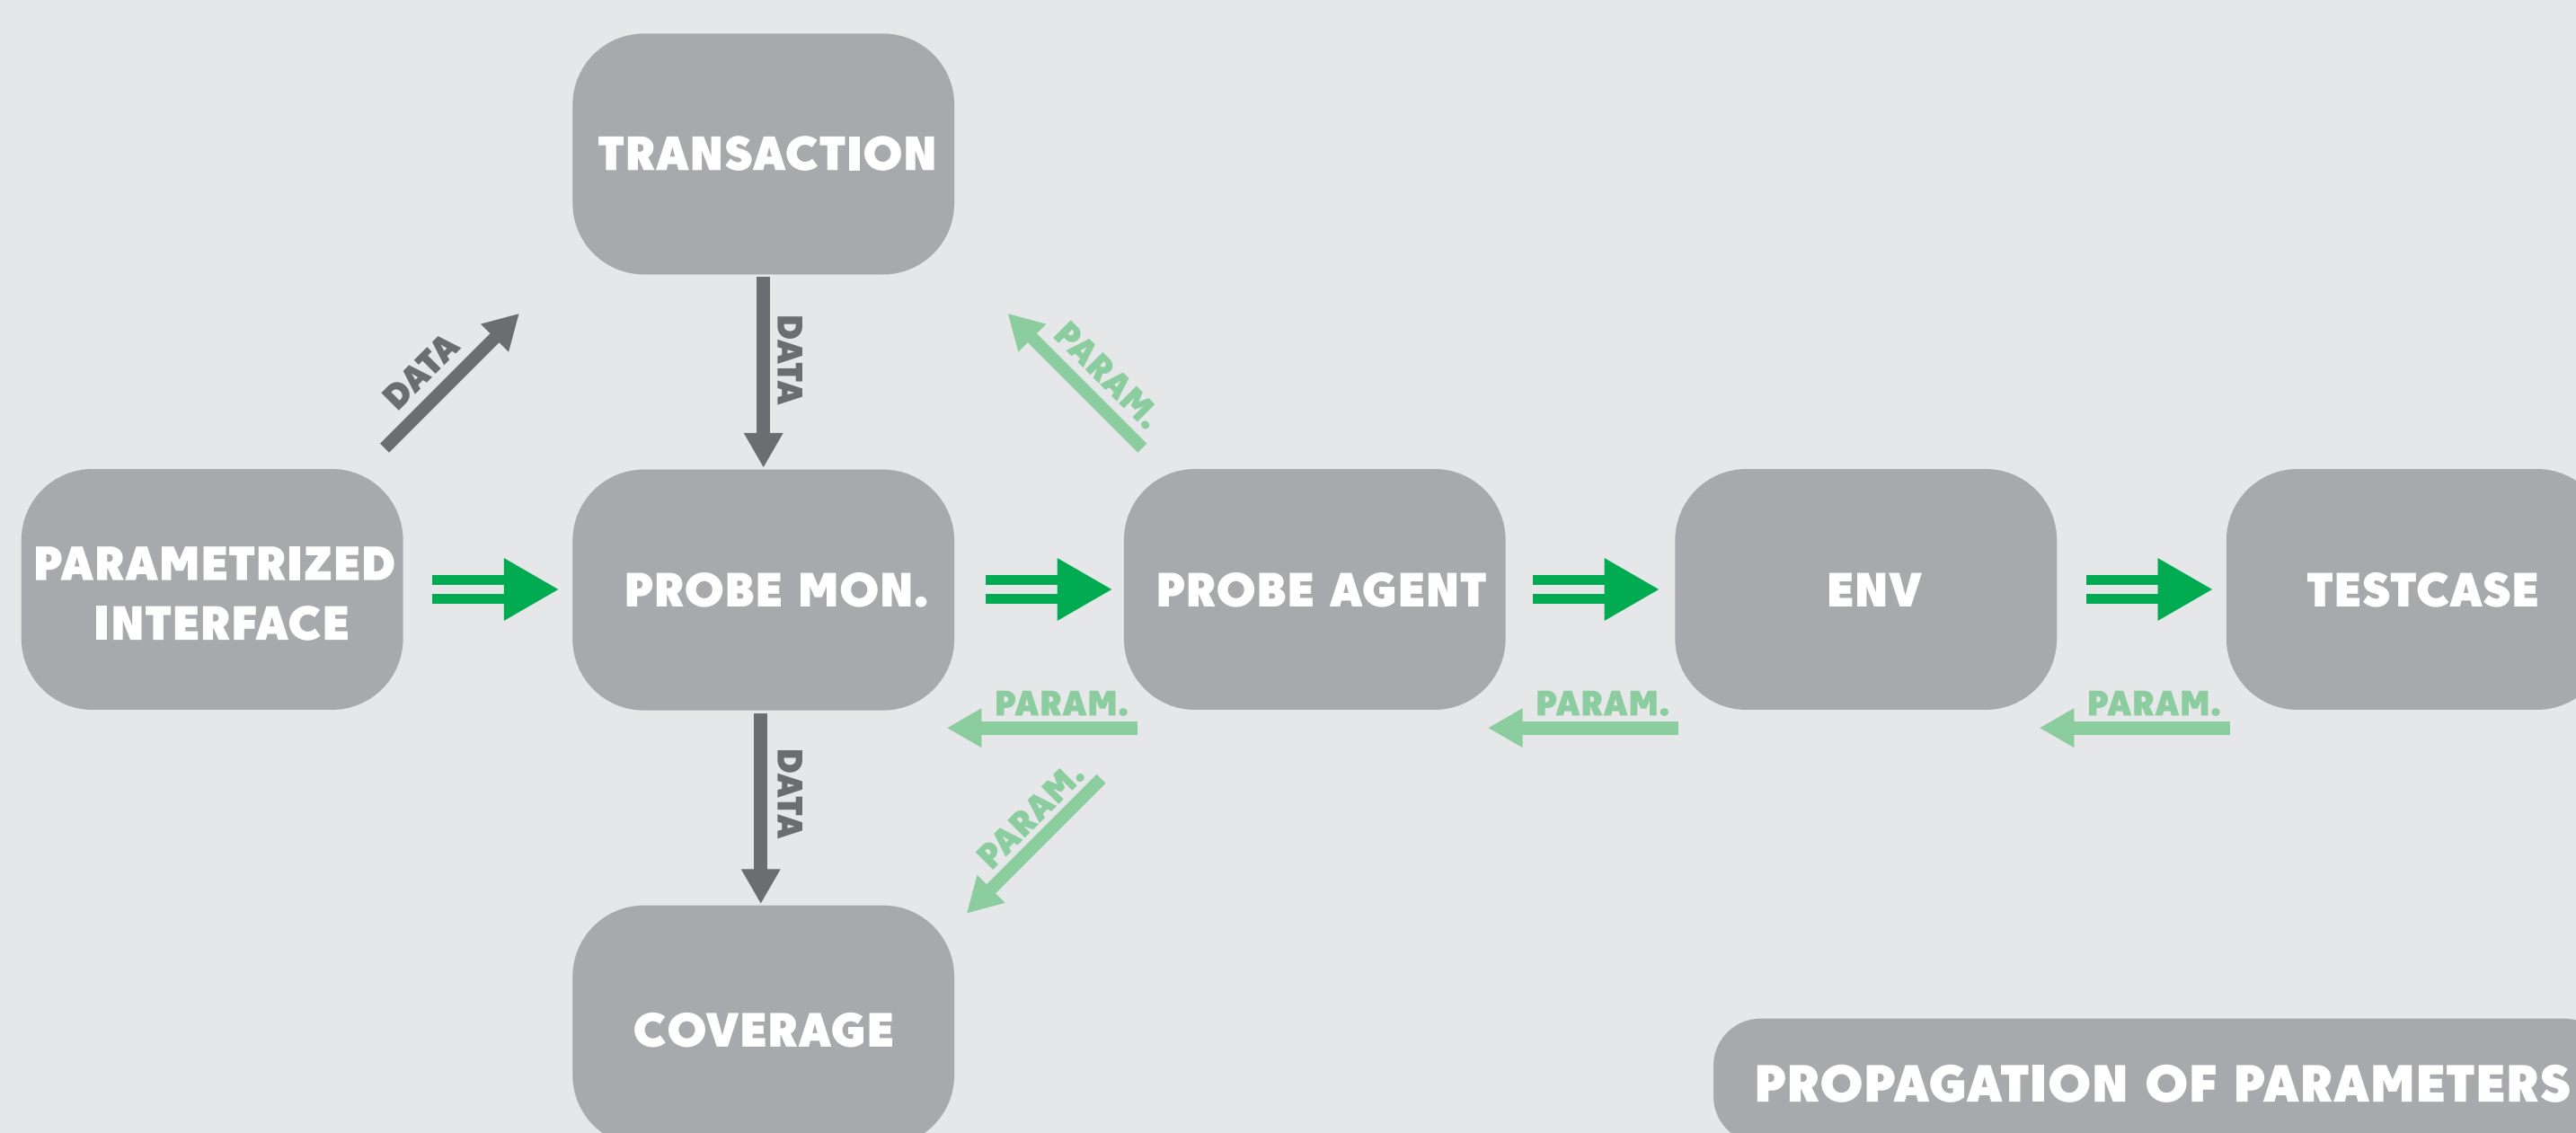 TRANSACTION
DATA
DATA
PARAM.
PARAMETRIZED
INTERFACE
PROBE MON.
PROBE AGENT
ENV
TESTCASE
PARAM.
PARAM.
PARAM.
DATA
PARAM.
COVERAGE
PROPAGATION OF PARAMETERS